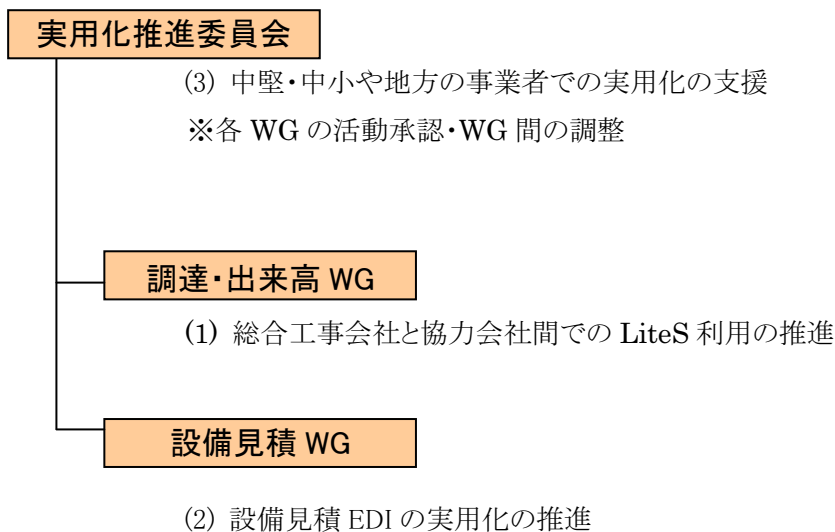 実用化推進委員会
(3) 中堅・中小や地方の事業者での実用化の支援
※各 WG の活動承認・WG 間の調整
調達・出来高 WG
(1) 総合工事会社と協力会社間での LiteS 利用の推進
設備見積 WG
(2) 設備見積 EDI の実用化の推進